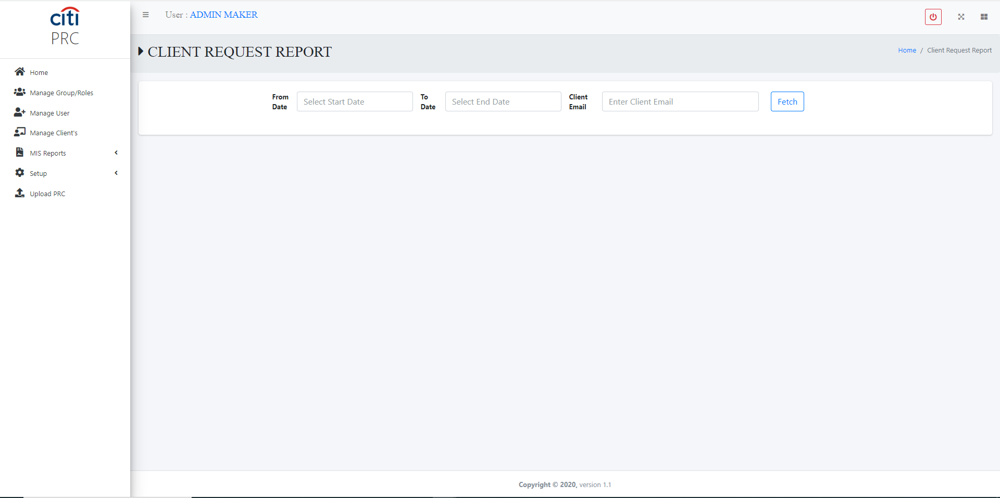 citi
PRC
Home
Manage Group/Roles
Manage User
Manage Client's
MIS Reports
Setup
Upload PRC
User : ADMIN MAKER
CLIENT REQUEST REPORT
Home / Client Request Report
From Date
Select Start Date
To Date
Select End Date
Client Email
Enter Client Email
Fetch
Copyright © 2020, version 1.1